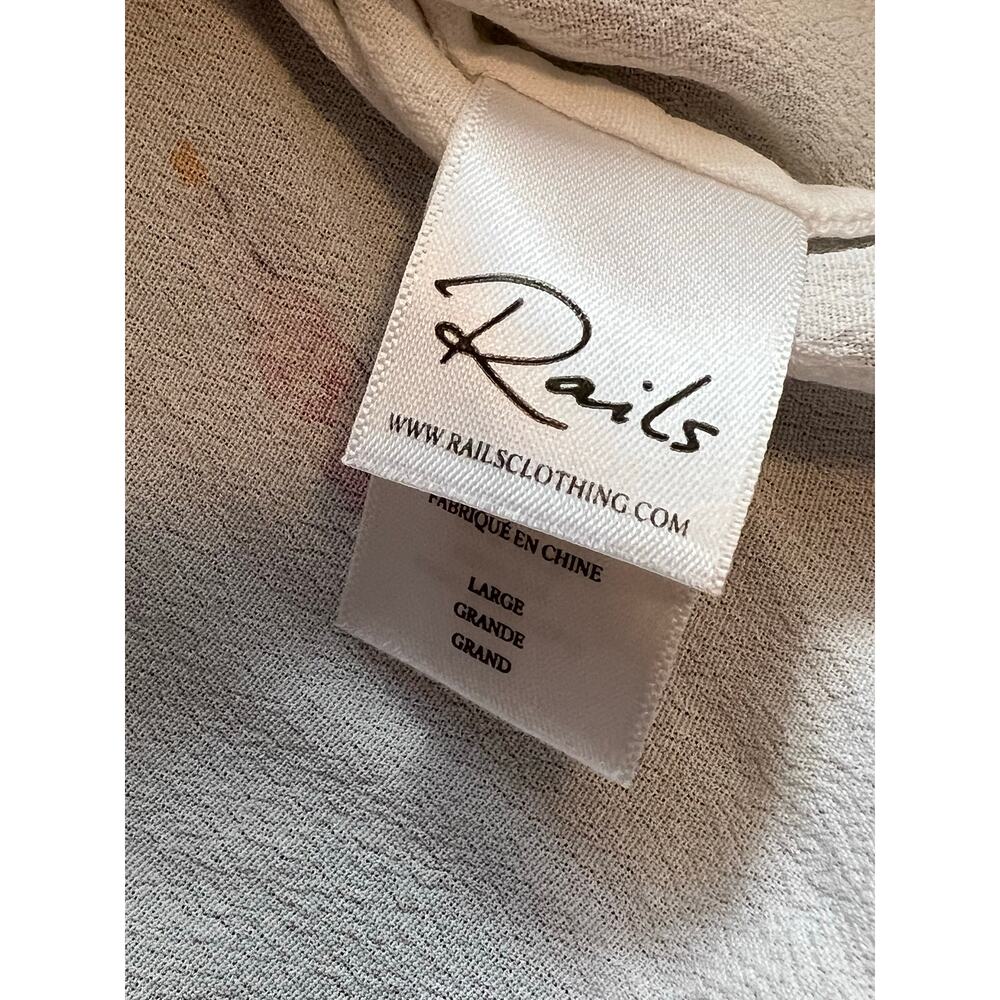 Rails
WWW.RAILSCLOTHING.COM
FABRIQUÉ EN CHINE
LARGE
GRANDE
GRAND